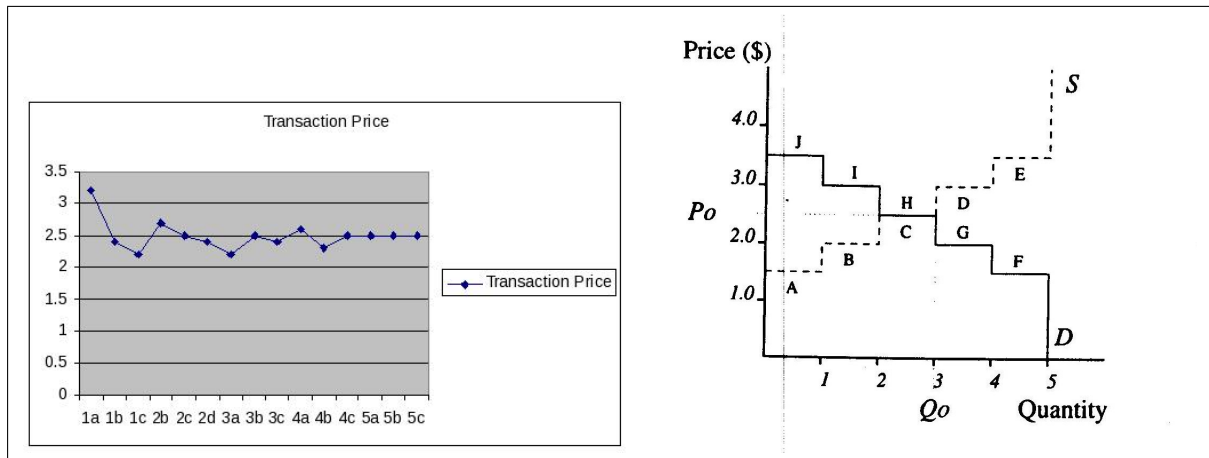 Transaction Price
3.5
3
2.5
2
1.5
1
0.5
0
1a 1b 1c 2b 2c 2d 3a 3b 3c 4a 4b 4c 5a 5b 5c
Transaction Price
Price ($)
S
4.0
J
I
E
3.0
H
D
Po
C
G
2.0
B
F
A
1.0
D
1 2 3 4 5
Qo Quantity